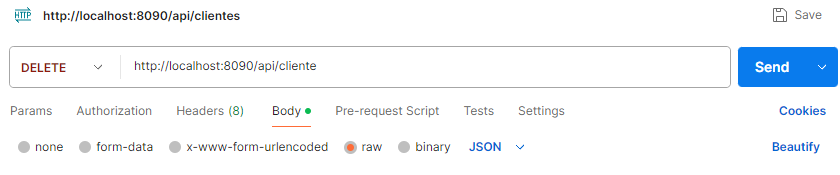 HTTP http://localhost:8090/api/clientes Save
DELETE http://localhost:8090/api/cliente Send
Params Authorization Headers (8) Body Pre-request Script Tests Settings Cookies
none form-data x-www-form-urlencoded raw binary JSON Beautify